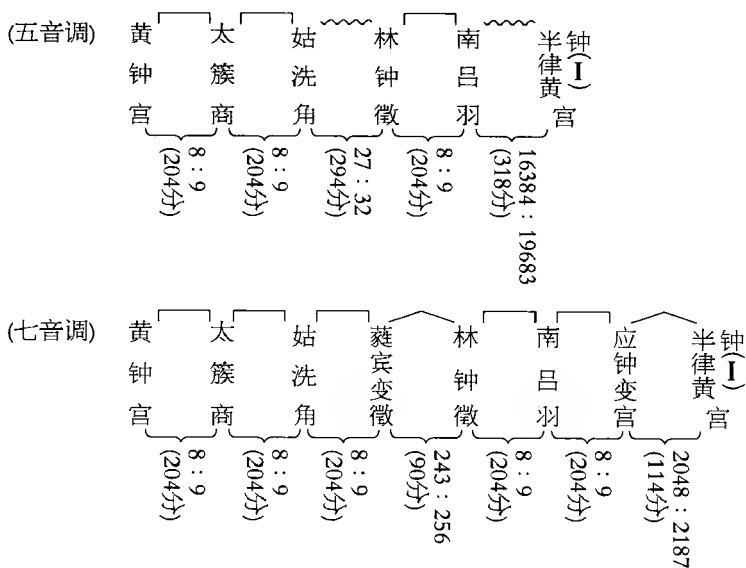 (五音调) 黄钟宫 太簇商 姑洗角 林钟徵 南吕羽 半律黄钟(I)宫
8:9 (204分) 8:9 (204分) 27:32 (294分) 8:9 (204分) 16384:19683 (318分)
(七音调) 黄钟宫 太簇商 姑洗角 蕤宾变徵 林钟徵 南吕羽 应钟变宫 半律黄钟(I)宫
8:9 (204分) 8:9 (204分) 8:9 (204分) 243:256 (90分) 8:9 (204分) 8:9 (204分) 2048:2187 (114分)